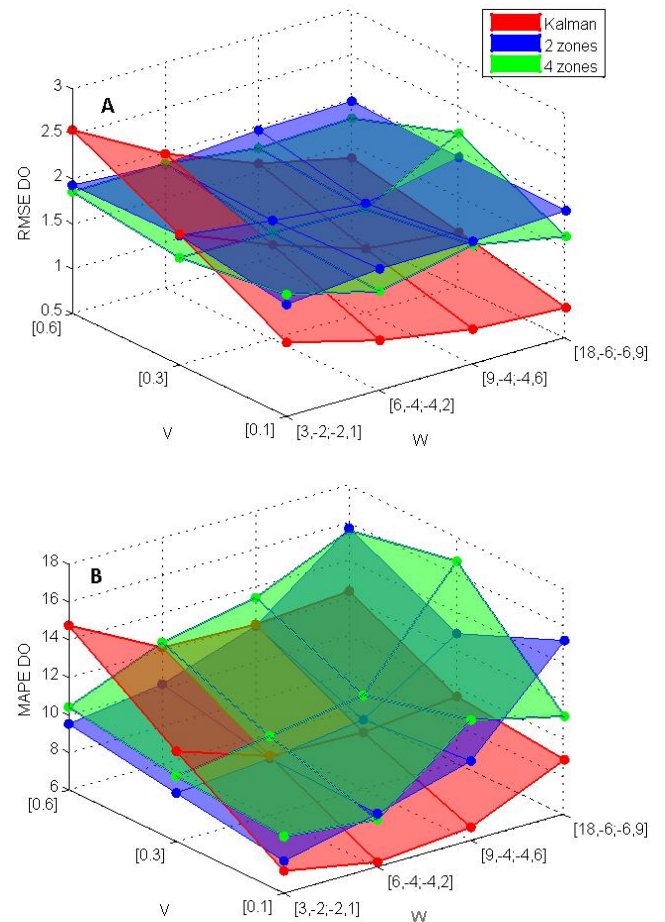 Kalman
2 zones
4 zones
A
3
2.5
2
1.5
1
0.5
RMSE DO
[0.6]
[0.3]
[0.1]
V
[3,-2;-2,1]
[6,-4;-4,2]
[9,-4;-4,6]
[18,-6;-6,9]
W
B
18
16
14
12
10
8
6
MAPE DO
[0.6]
[0.3]
[0.1]
V
[3,-2;-2,1]
[6,-4;-4,2]
[9,-4;-4,6]
[18,-6;-6,9]
W